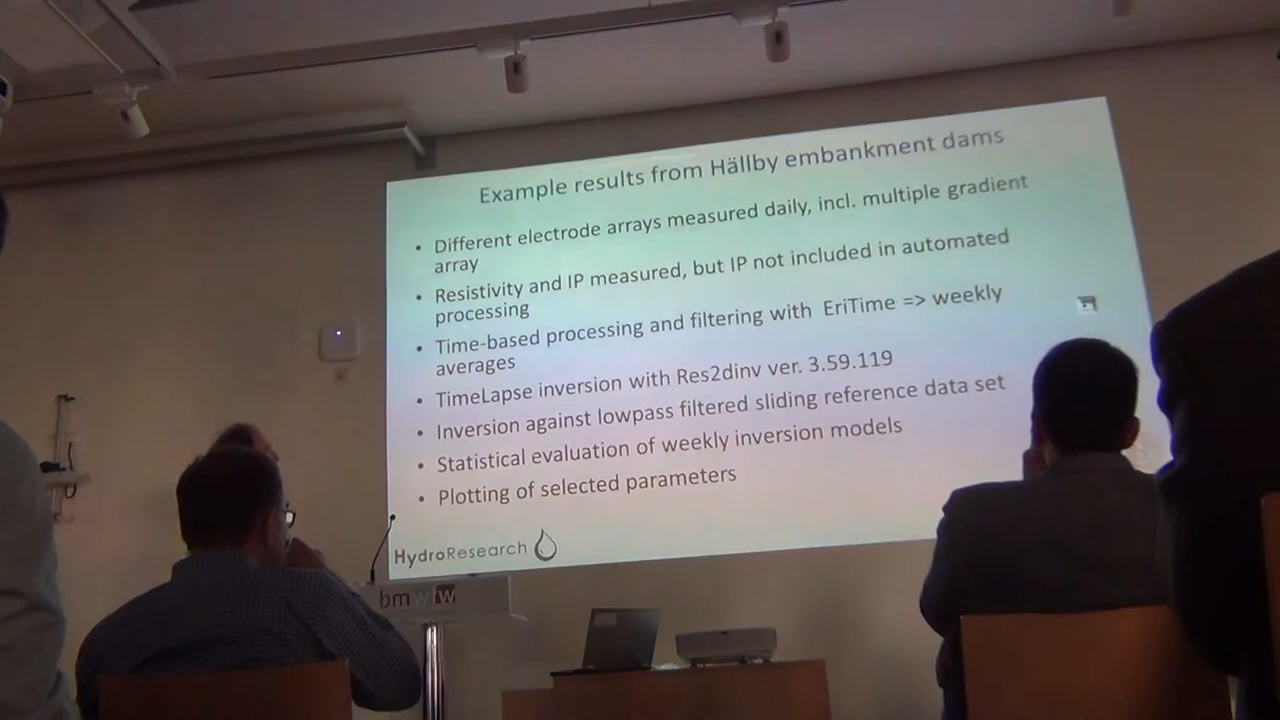 Example results from Hällby embankment dams
• Different electrode arrays measured daily, incl. multiple gradient
array
• Resistivity and IP measured, but IP not included in automated
processing
• Time-based processing and filtering with EriTime => weekly
averages
• TimeLapse inversion with Res2dinv ver. 3.59.119
• Inversion against lowpass filtered sliding reference data set
• Statistical evaluation of weekly inversion models
• Plotting of selected parameters
HydroResearch
bmwfw